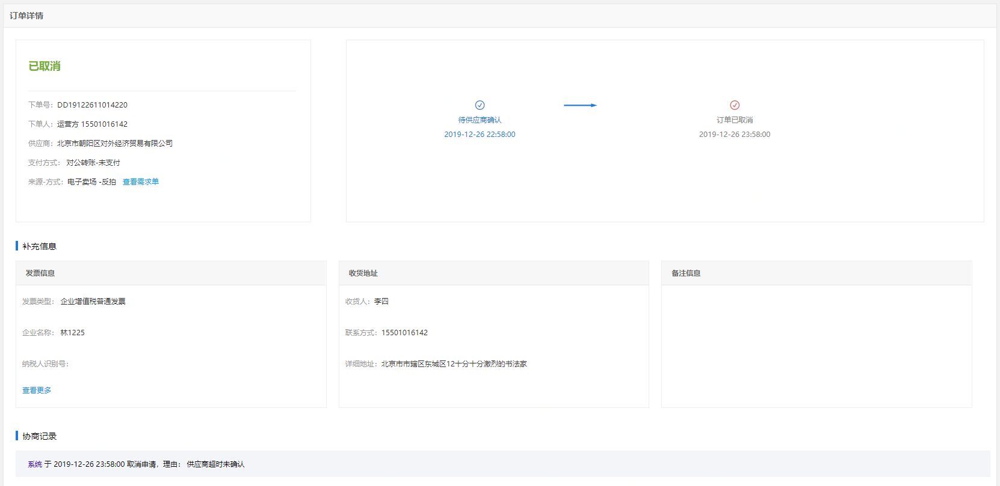 订单详情
已取消
下单号：DD19122611014220
下单人：运营方 15501016142
供应商：北京市朝阳区对外经济贸易有限公司
支付方式： 对公转账-未支付
来源-方式：电子卖场 -反拍 查看需求单
待供应商确认
2019-12-26 22:58:00
订单已取消
2019-12-26 23:58:00
补充信息
发票信息
发票类型： 企业增值税普通发票
企业名称： 林1225
纳税人识别号：
查看更多
收货地址
收货人：李四
联系方式：15501016142
详细地址：北京市市辖区东城区12十分十分激烈的书法家
备注信息
协商记录
系统 于 2019-12-26 23:58:00 取消申请，理由： 供应商超时未确认